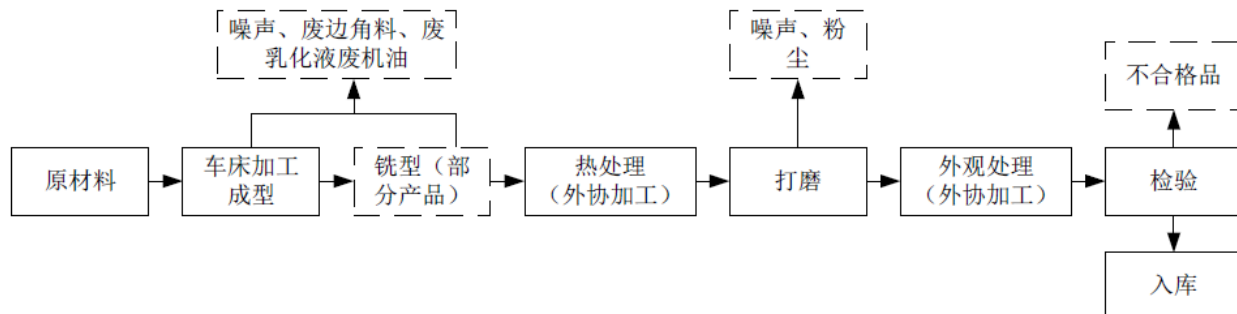 噪声、废边角料、废
乳化液废机油
噪声、粉
尘
不合格品
原材料
车床加工
成型
铣型（部
分产品）
热处理
（外协加工）
打磨
外观处理
（外协加工）
检验
入库